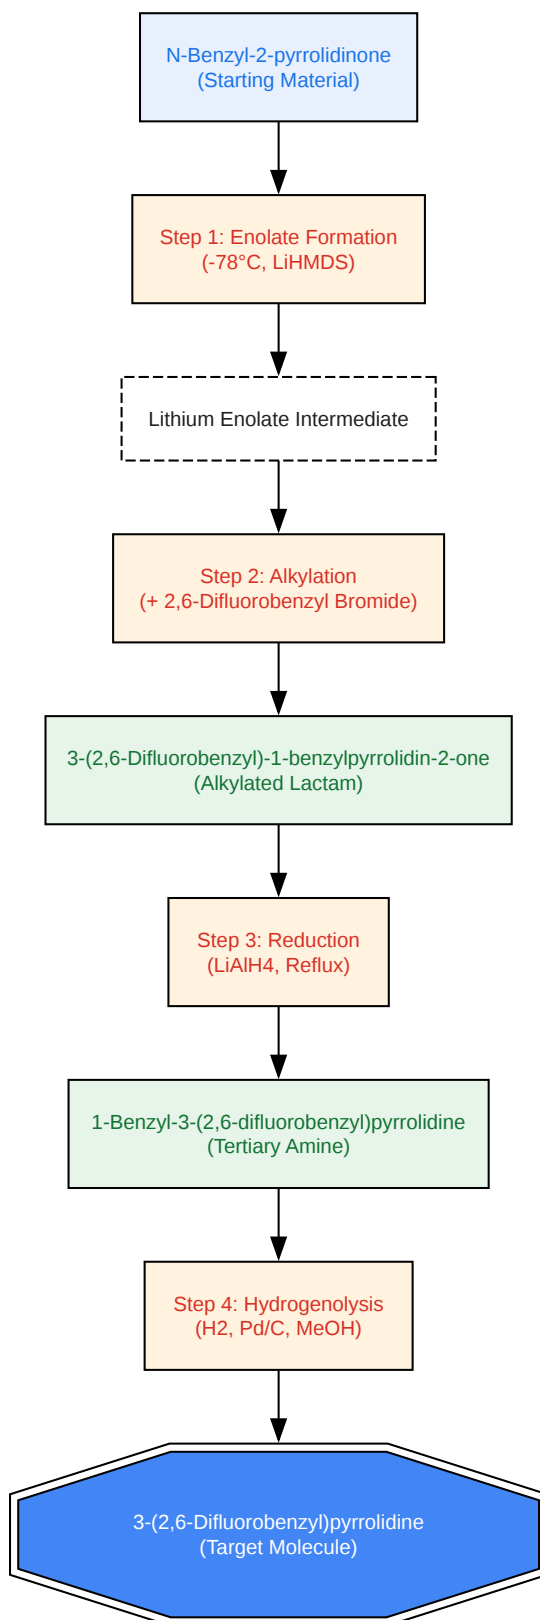 N-Benzyl-2-pyrrolidinone
(Starting Material)
Step 1: Enolate Formation
(-78°C, LiHMDS)
Lithium Enolate Intermediate
Step 2: Alkylation
(+ 2,6-Difluorobenzyl Bromide)
3-(2,6-Difluorobenzyl)-1-benzylpyrrolidin-2-one
(Alkylated Lactam)
Step 3: Reduction
(LiAlH4, Reflux)
1-Benzyl-3-(2,6-difluorobenzyl)pyrrolidine
(Tertiary Amine)
Step 4: Hydrogenolysis
(H2, Pd/C, MeOH)
3-(2,6-Difluorobenzyl)pyrrolidine
(Target Molecule)